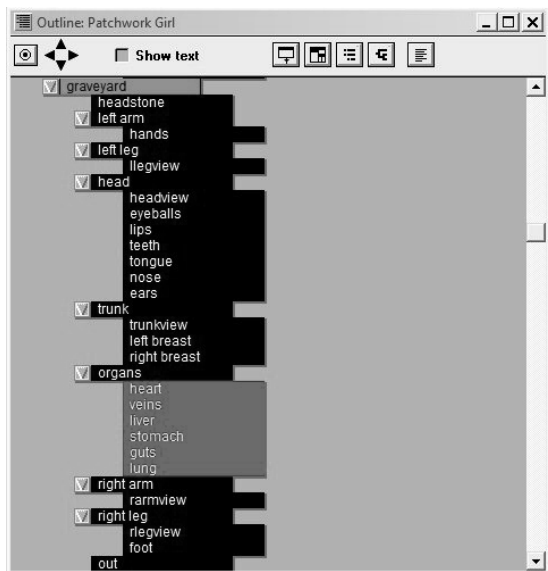 Outline: Patchwork Girl
Show text
graveyard
headstone
left arm
hands
left leg
llegview
head
headview
eyeballs
lips
teeth
tongue
nose
ears
trunk
trunkview
left breast
right breast
organs
heart
veins
liver
stomach
guts
lung
right arm
rarmview
right leg
rlegview
foot
out